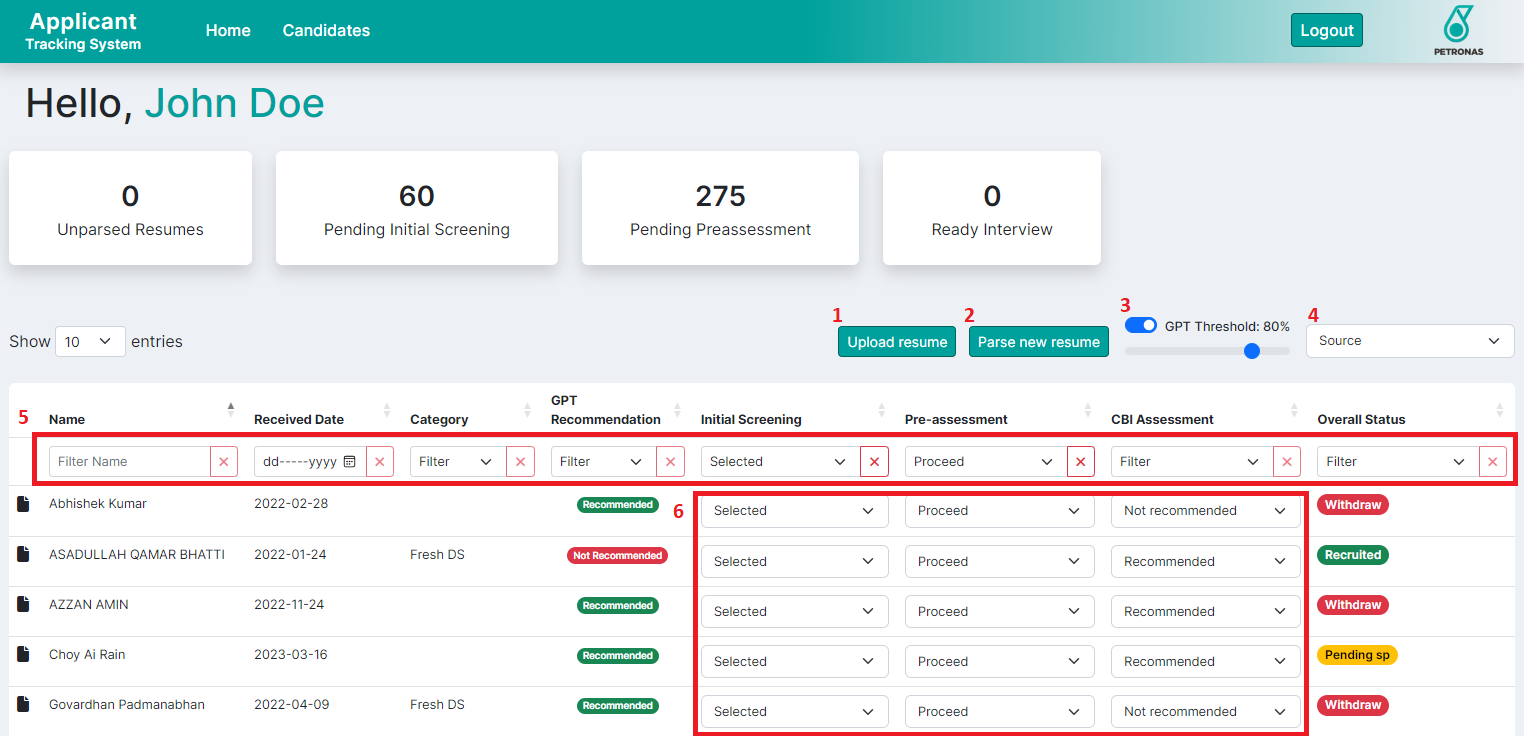 Applicant
Tracking System
Home
Candidates
Logout
PETRONAS
Hello, John Doe
0
Unparsed Resumes
60
Pending Initial Screening
275
Pending Preassessment
0
Ready Interview
Show 10 entries
1
Upload resume
2
Parse new resume
3
GPT Threshold: 80%
4
Source
5
Name
Received Date
Category
GPT
Recommendation
Initial Screening
Pre-assessment
CBI Assessment
Overall Status
Filter Name
dd-----yyyy
Filter
Filter
Selected
Proceed
Filter
Filter
6
Abhishek Kumar 2022-02-28 Recommended Selected Proceed Not recommended Withdraw
ASADULLAH QAMAR BHATTI 2022-01-24 Fresh DS Not Recommended Selected Proceed Recommended Recruited
AZZAN AMIN 2022-11-24 Recommended Selected Proceed Recommended Withdraw
Choy Ai Rain 2023-03-16 Recommended Selected Proceed Recommended Pending sp
Govardhan Padmanabhan 2022-04-09 Fresh DS Recommended Selected Proceed Not recommended Withdraw